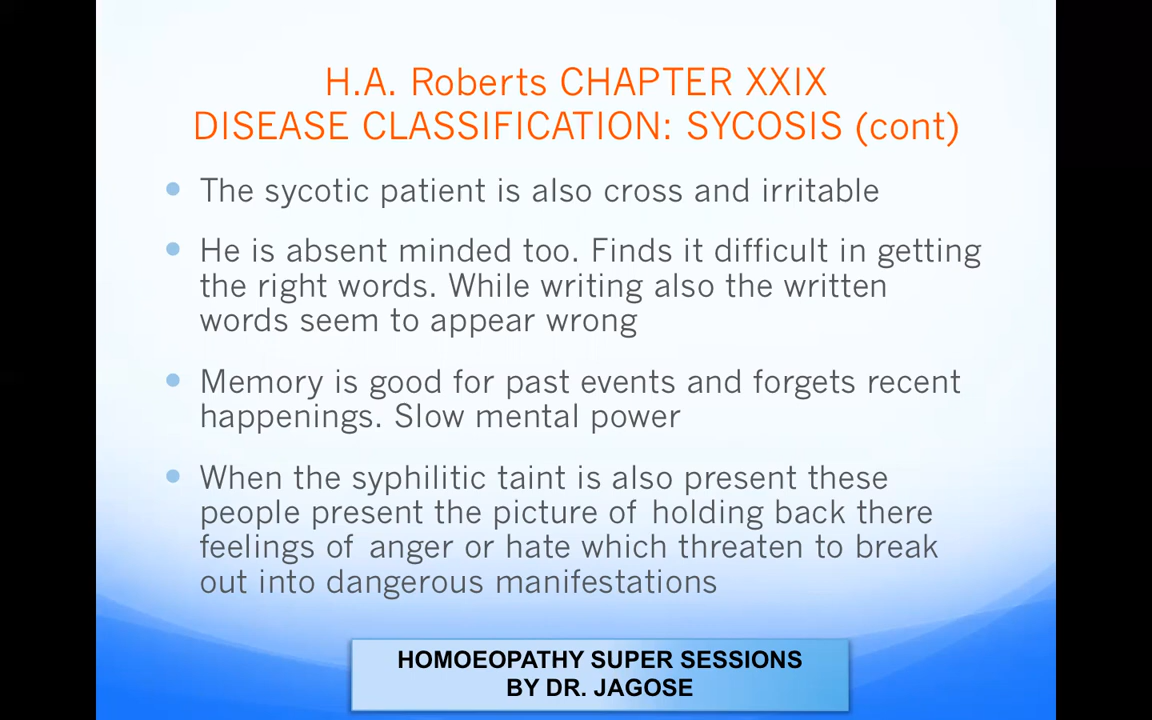 H.A. Roberts CHAPTER XXIX
DISEASE CLASSIFICATION: SYCOSIS (cont)
• The sycotic patient is also cross and irritable
• He is absent minded too. Finds it difficult in getting
the right words. While writing also the written
words seem to appear wrong
• Memory is good for past events and forgets recent
happenings. Slow mental power
• When the syphilitic taint is also present these
people present the picture of holding back there
feelings of anger or hate which threaten to break
out into dangerous manifestations
HOMOEOPATHY SUPER SESSIONS
BY DR. JAGOSE